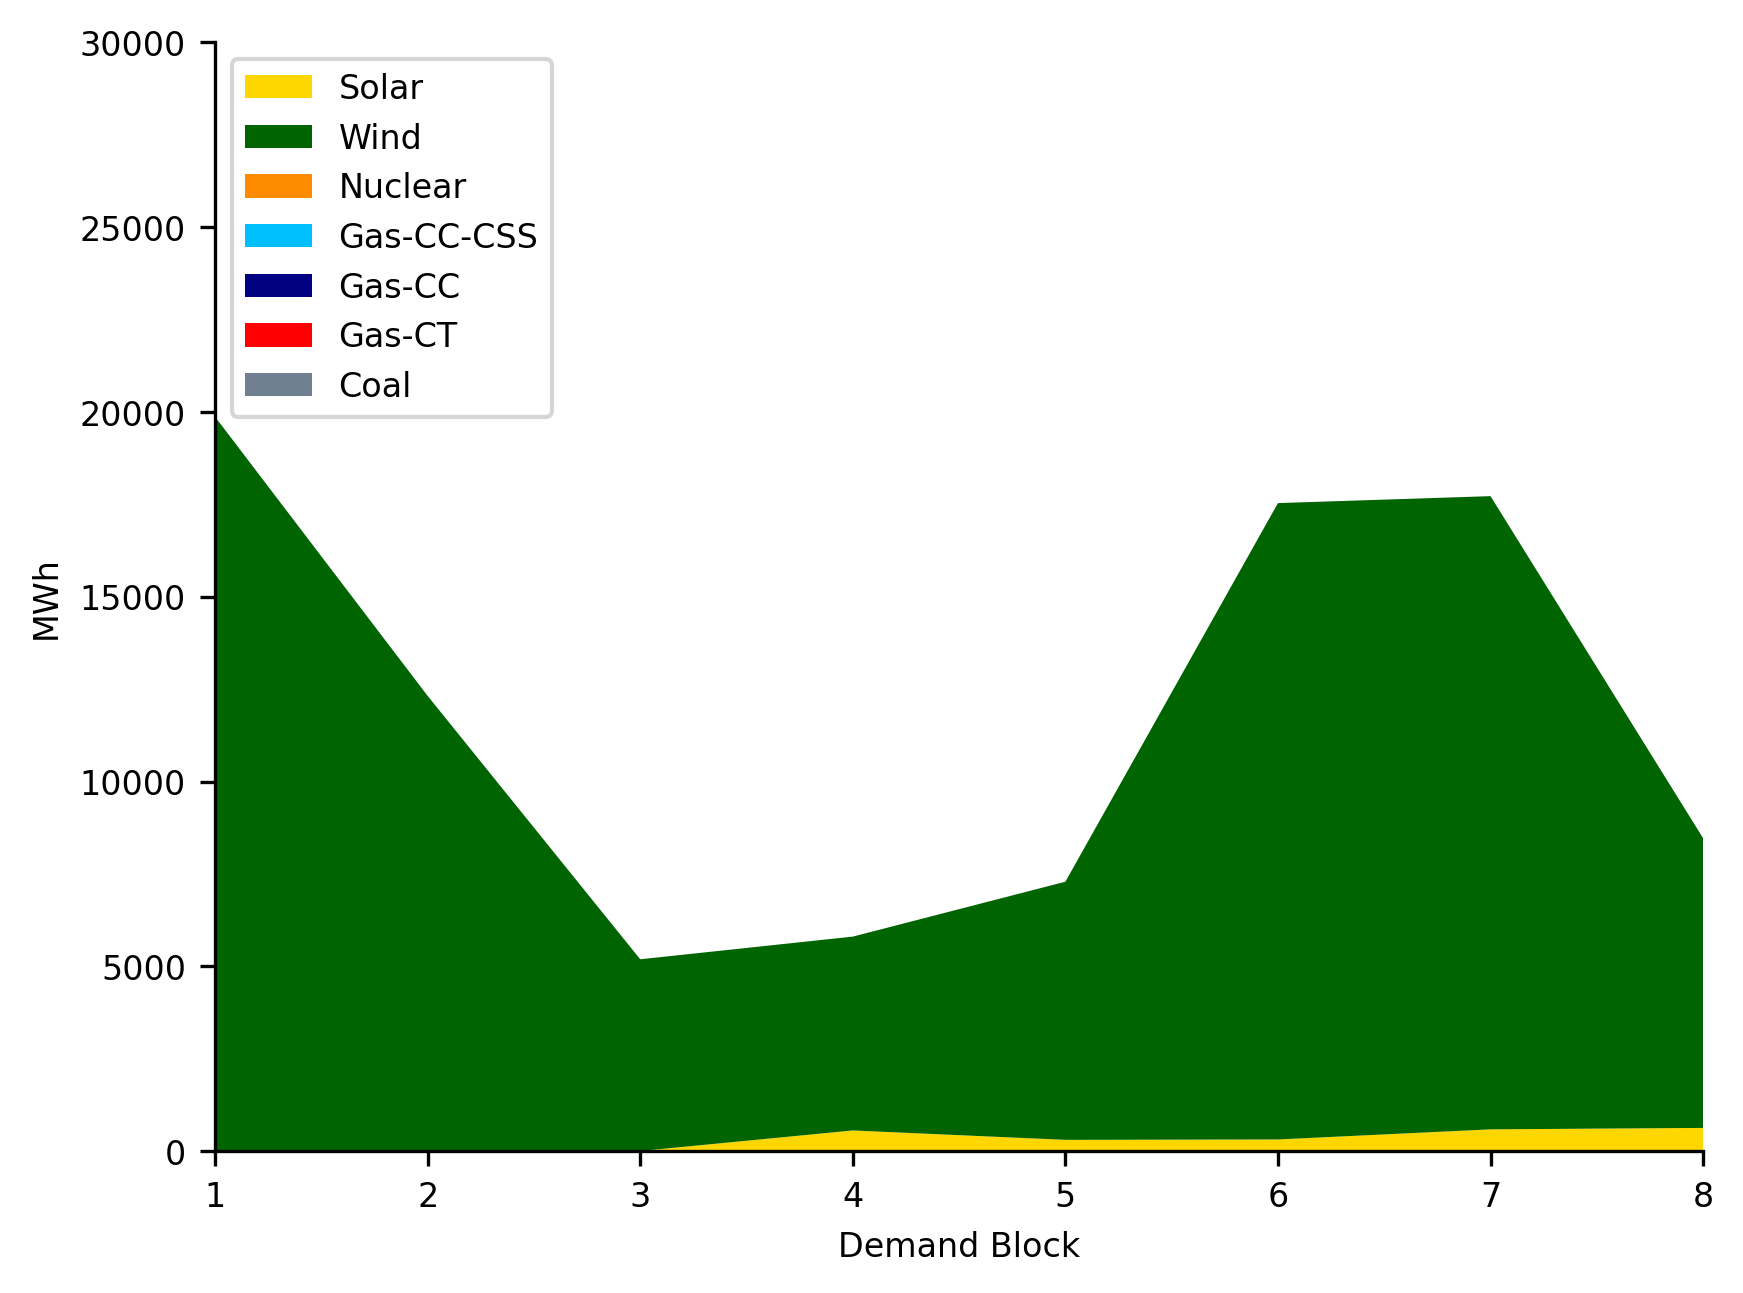 30000
25000
20000
15000
10000
5000
0
MWh
Solar
Wind
Nuclear
Gas-CC-CSS
Gas-CC
Gas-CT
Coal
1 2 3 4 5 6 7 8
Demand Block